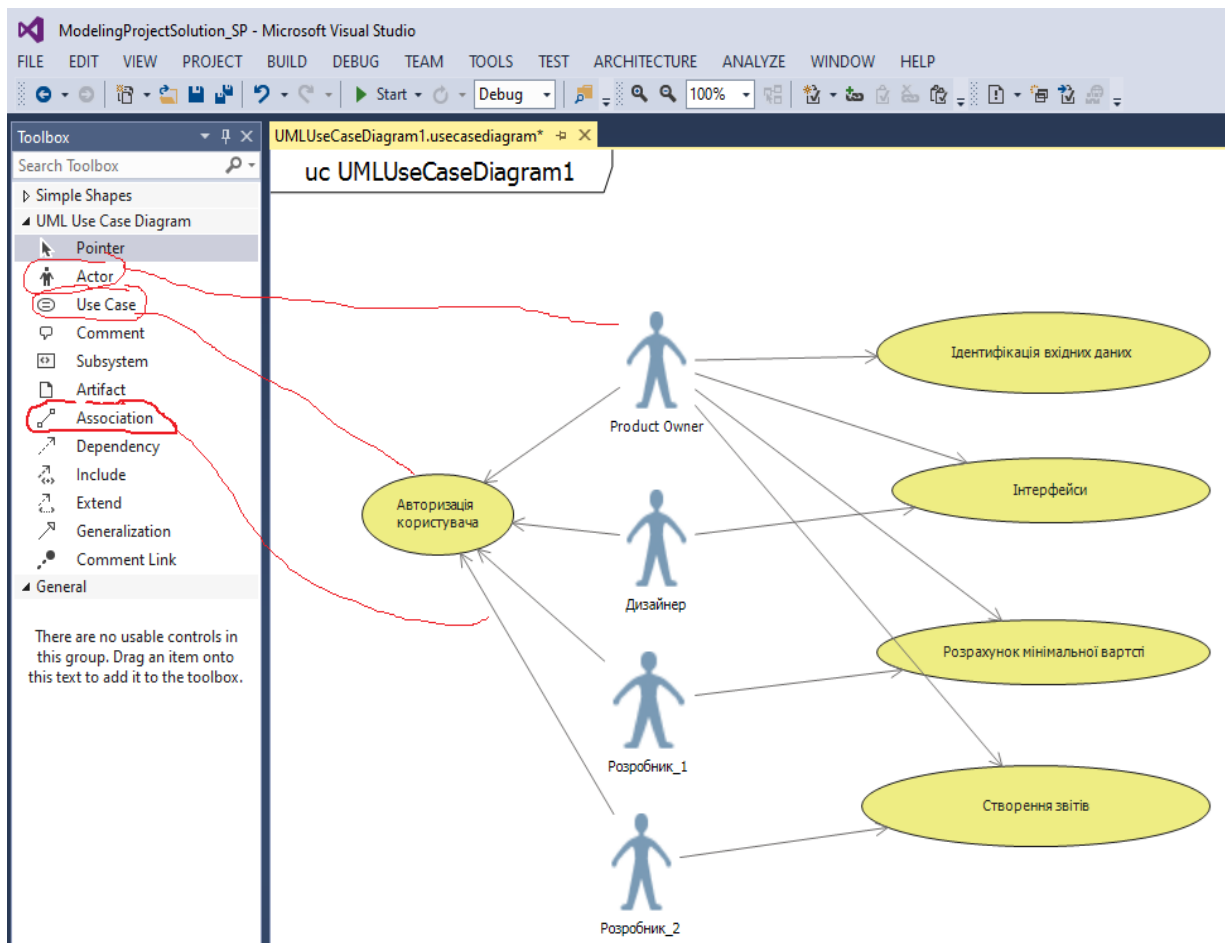 ModelingProjectSolution_SP - Microsoft Visual Studio
FILE EDIT VIEW PROJECT BUILD DEBUG TEAM TOOLS TEST ARCHITECTURE ANALYZE WINDOW HELP
Start Debug 100%
Toolbox
UMLUseCaseDiagram1.usecasediagram*
Search Toolbox
uc UMLUseCaseDiagram1
Simple Shapes
UML Use Case Diagram
Pointer
Actor
Use Case
Comment
Subsystem
Artifact
Association
Dependency
Include
Extend
Generalization
Comment Link
General
There are no usable controls in
this group. Drag an item onto
this text to add it to the toolbox.
Ідентифікація вхідних даних
Product Owner
Інтерфейси
Авторизація
користувача
Дизайнер
Розрахунок мінімальної вартсті
Розробник_1
Створення звітів
Розробник_2